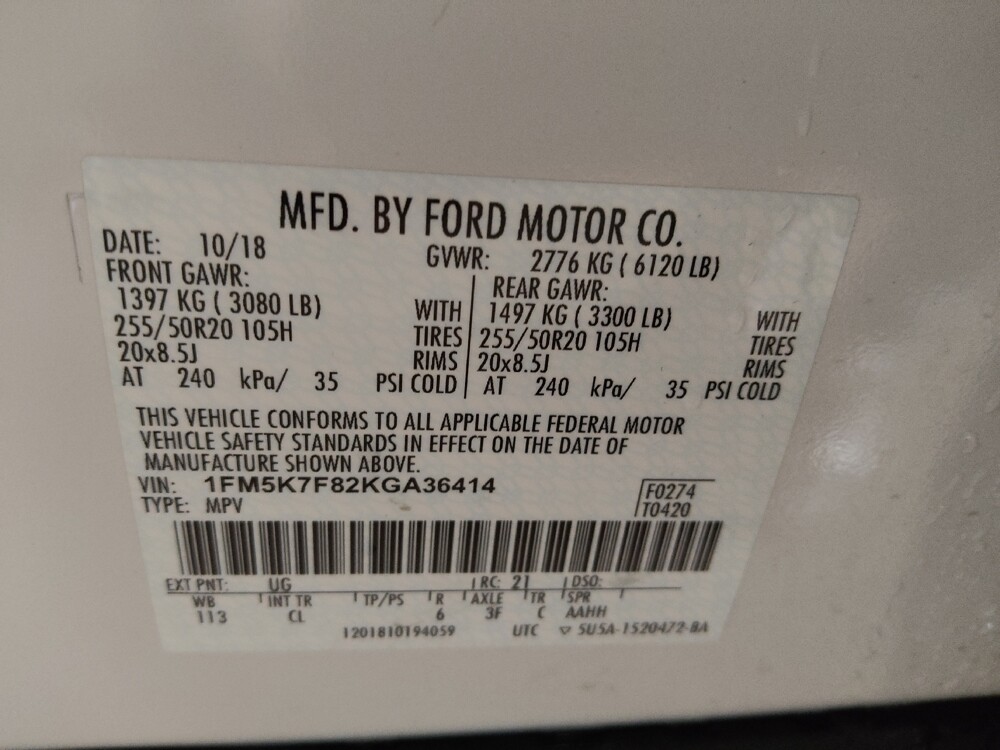 MFD. BY FORD MOTOR CO.
DATE: 10/18 GVWR: 2776 KG ( 6120 LB)
FRONT GAWR: REAR GAWR:
1397 KG ( 3080 LB) WITH 1497 KG ( 3300 LB) WITH
255/50R20 105H TIRES 255/50R20 105H TIRES
20x8.5J RIMS 20x8.5J RIMS
AT 240 kPa/ 35 PSI COLD AT 240 kPa/ 35 PSI COLD
THIS VEHICLE CONFORMS TO ALL APPLICABLE FEDERAL MOTOR
VEHICLE SAFETY STANDARDS IN EFFECT ON THE DATE OF
MANUFACTURE SHOWN ABOVE.
VIN: 1FM5K7F82KGA36414 F0274
TYPE: MPV T0420
EXT PNT: UG RC: 21 DSO:
WB INT TR TP/PS R AXLE TR SPR
113 CL 6 3F C AAHH
1201810194059 UTC ▽ 5U5A-1520472-BA